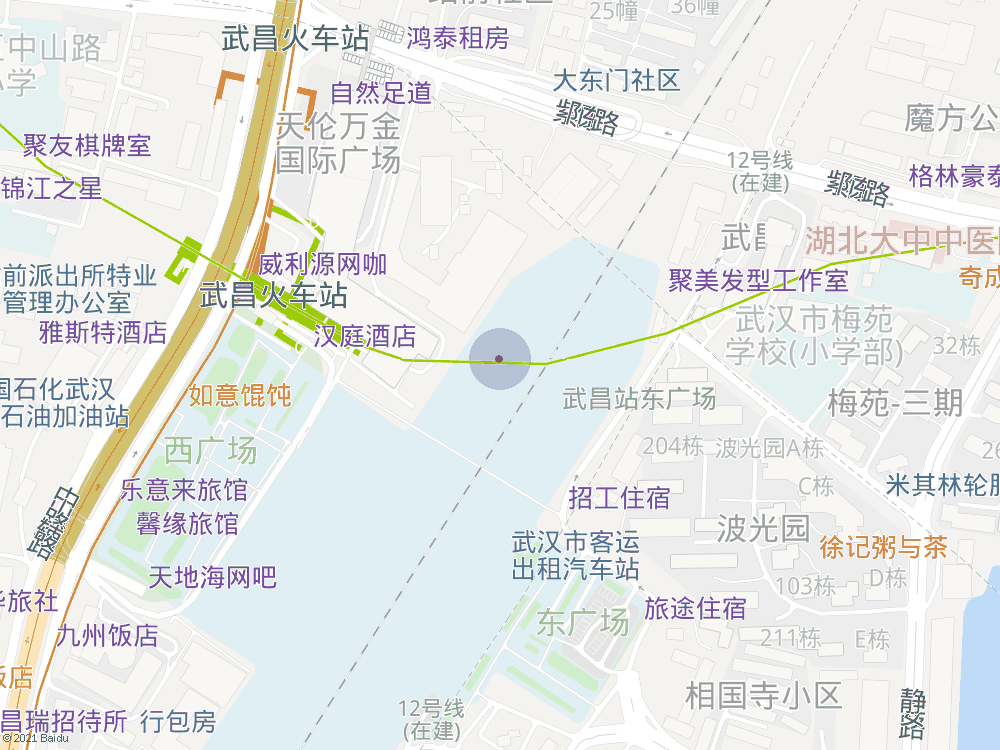 站前社区
25幢
36幢
武昌火车站
鸿泰租房
中山路
小学
大东门社区
自然足道
天伦万金
国际广场
魔方公
聚友棋牌室
12号线
(在建)
格林豪泰
锦江之星
湖北大中中医
武昌
威利源网咖
前派出所特业
管理办公室
武昌火车站
聚美发型工作室
奇成
雅斯特酒店
汉庭酒店
武汉市梅苑
学校(小学部)
32栋
国石化武汉
石油加油站
如意馄饨
武昌站东广场
梅苑-三期
西广场
204栋
波光园A栋
26
乐意来旅馆
C栋
米其林轮胎
招工住宿
馨缘旅馆
波光园
武汉市客运
出租汽车站
徐记粥与茶
天地海网吧
103栋
D栋
华旅社
旅途住宿
九州饭店
东广场
211栋
E栋
饭店
相国寺小区
昌瑞招待所
行包房
12号线
(在建)
静
路
© 2021 Baidu